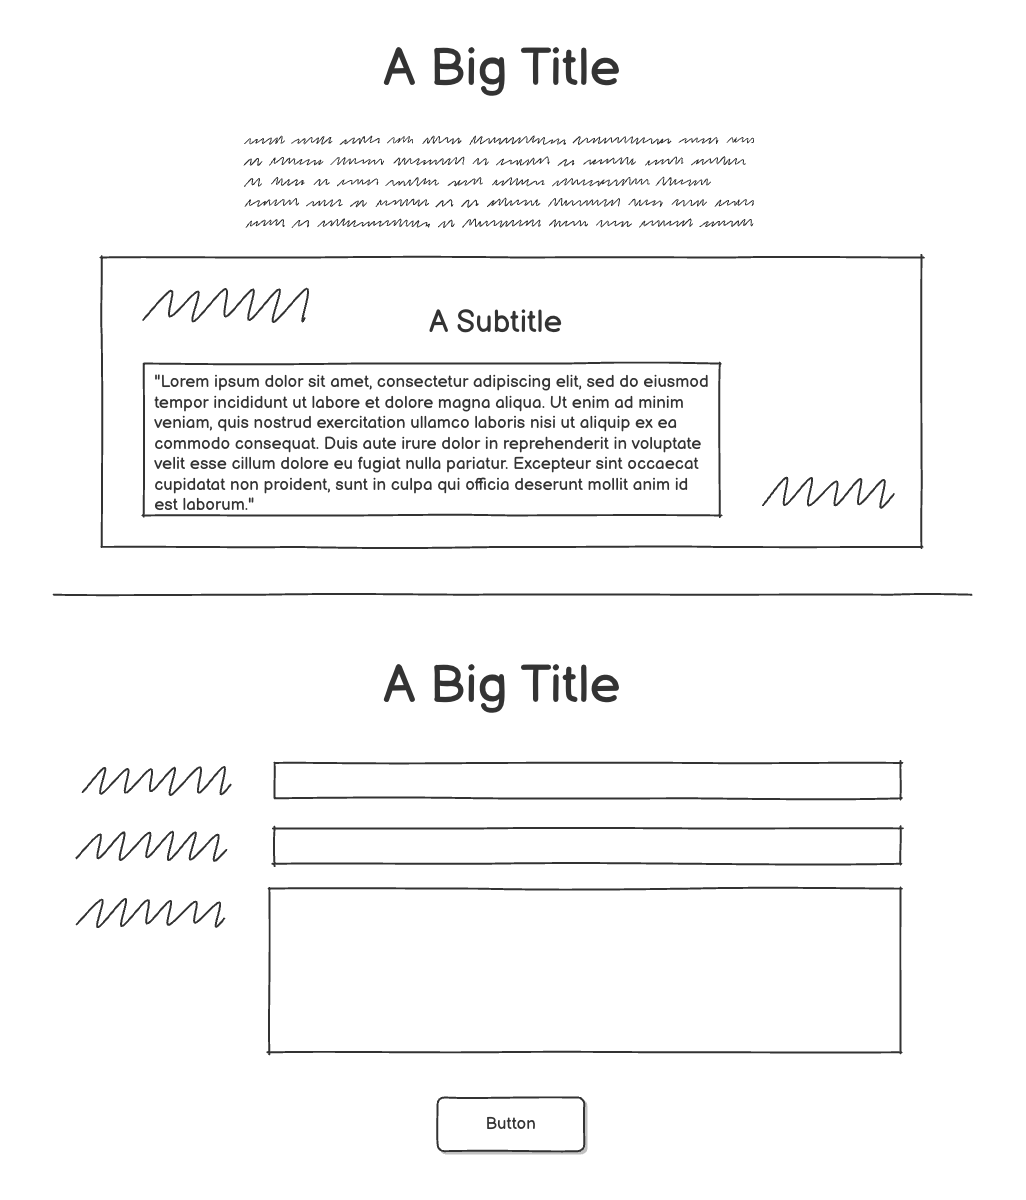 A Big Title
A Subtitle
"Lorem ipsum dolor sit amet, consectetur adipiscing elit, sed do eiusmod
tempor incididunt ut labore et dolore magna aliqua. Ut enim ad minim
veniam, quis nostrud exercitation ullamco laboris nisi ut aliquip ex ea
commodo consequat. Duis aute irure dolor in reprehenderit in voluptate
velit esse cillum dolore eu fugiat nulla pariatur. Excepteur sint occaecat
cupidatat non proident, sunt in culpa qui officia deserunt mollit anim id
est laborum."
A Big Title
Button